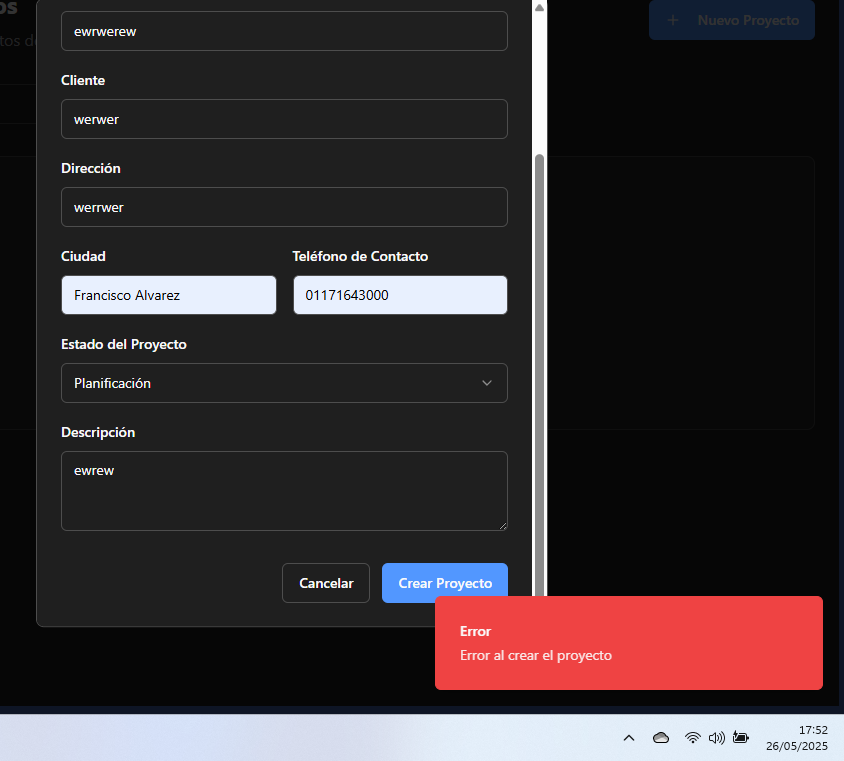 os
+ Nuevo Proyecto
tos de
ewrwerew
Cliente
werwer
Dirección
werrwer
Ciudad
Teléfono de Contacto
Francisco Alvarez
01171643000
Estado del Proyecto
Planificación
Descripción
ewrew
Cancelar
Crear Proyecto
Error
Error al crear el proyecto
17:52
26/05/2025